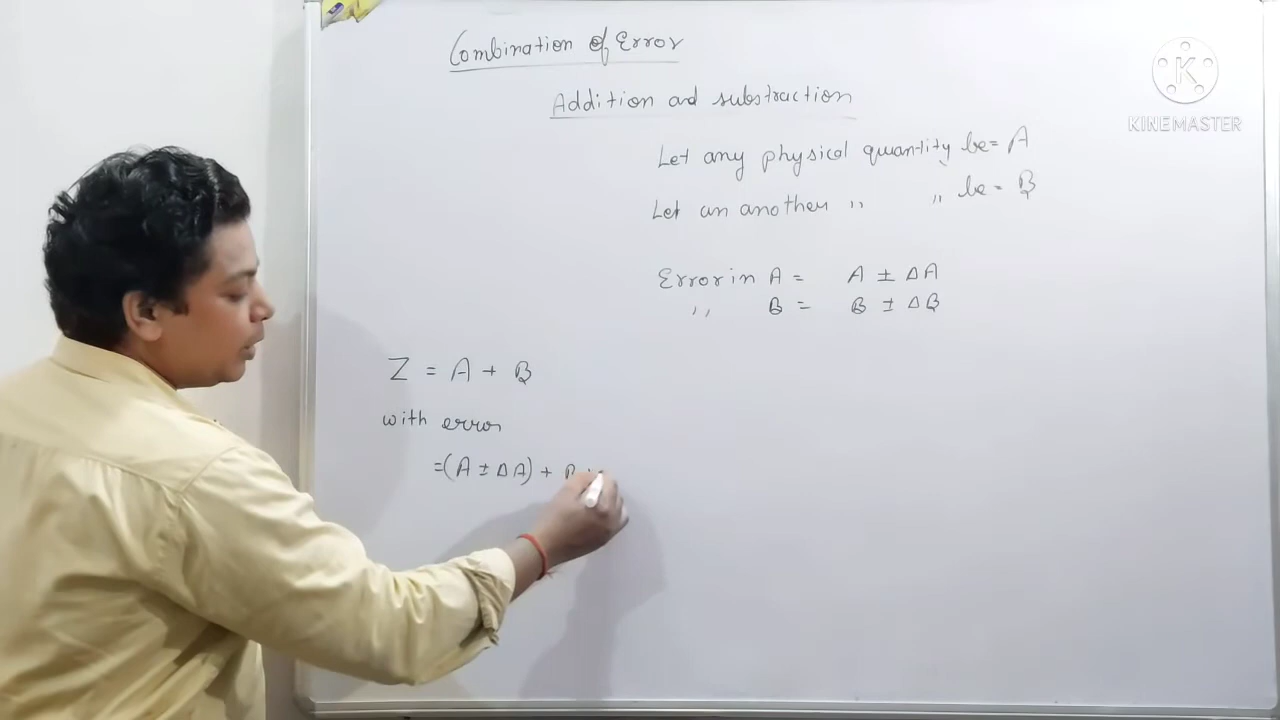 Combination of Error
Addition and substraction
Let any physical quantity be = A
Let an another ,, ,, be = B
Error in A = A ± ΔA
,, B = B ± ΔB
Z = A + B
with error
= (A ± ΔA) + B
KINEMASTER